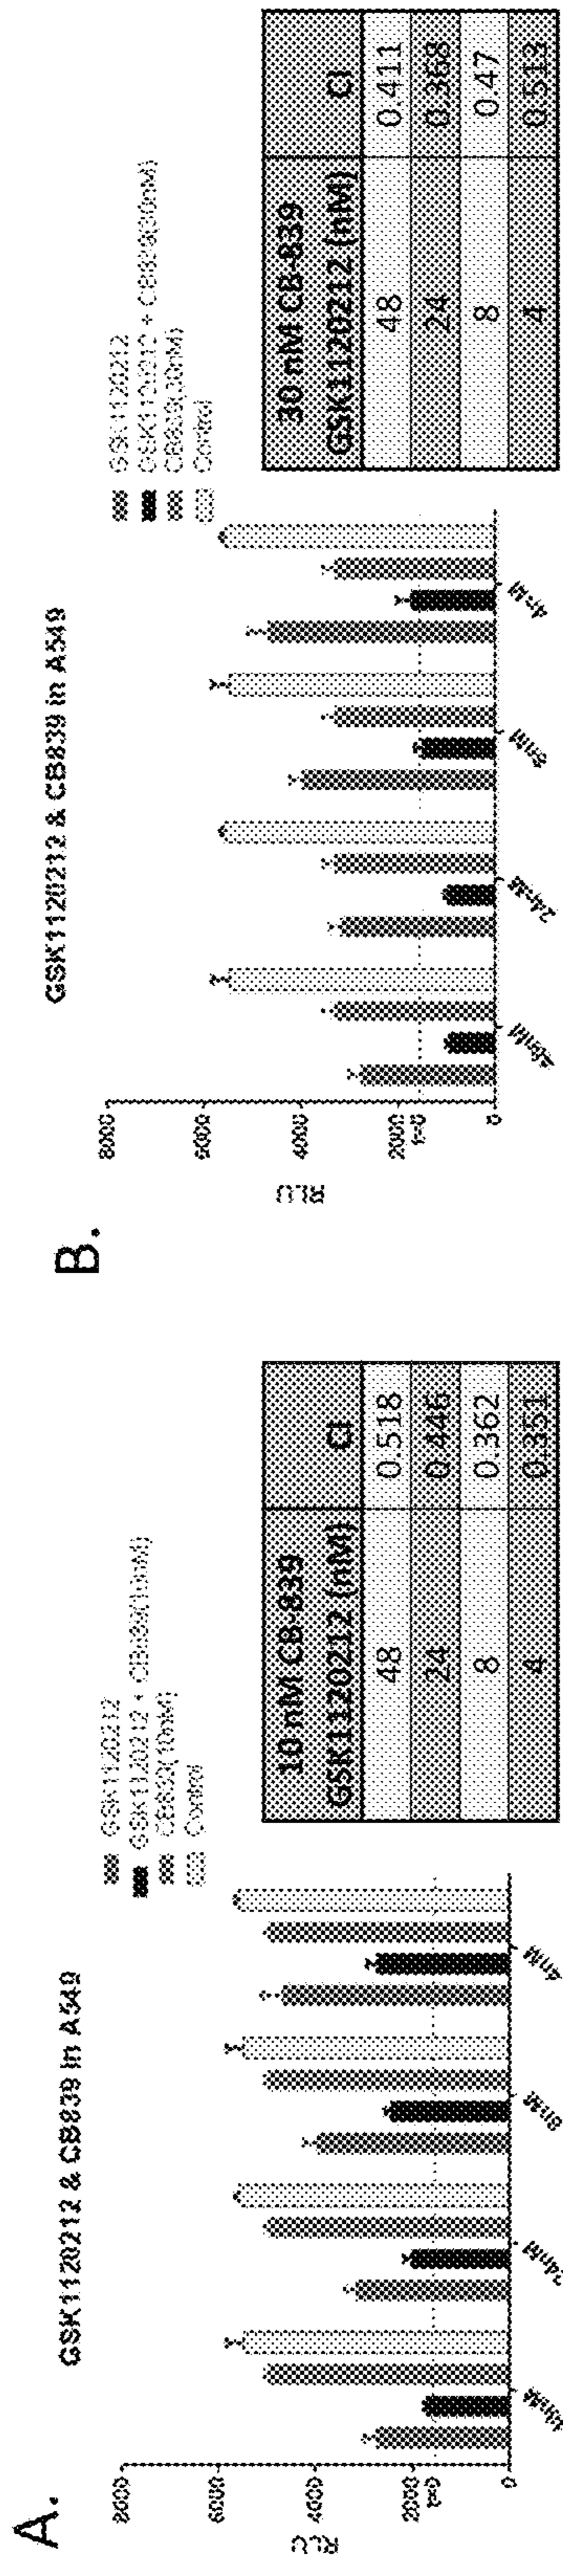 A.
GSK1120212 & CB839 in A549
GSK1120212
GSK1120212 + CB839(10nM)
CB839(10nM)
Control
RLU
8000
6000
4000
2000
t=0
0
48nM
24nM
8nM
4nM
10 nM CB-839
GSK1120212 (nM) CI
48 0.518
24 0.446
8 0.362
4 0.351
B.
GSK1120212 & CB839 in A549
GSK1120212
GSK1120212 + CB839(30nM)
CB839(30nM)
Control
RLU
8000
6000
4000
2000
t=0
0
48nM
24nM
8nM
4nM
30 nM CB-839
GSK1120212 (nM) CI
48 0.411
24 0.368
8 0.47
4 0.513